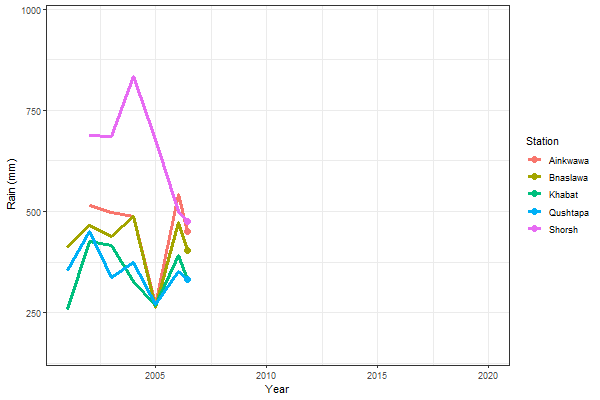 1000
750
500
250
Rain (mm)
2005
2010
2015
2020
Year
Station
Ainkwawa
Bnaslawa
Khabat
Qushtapa
Shorsh